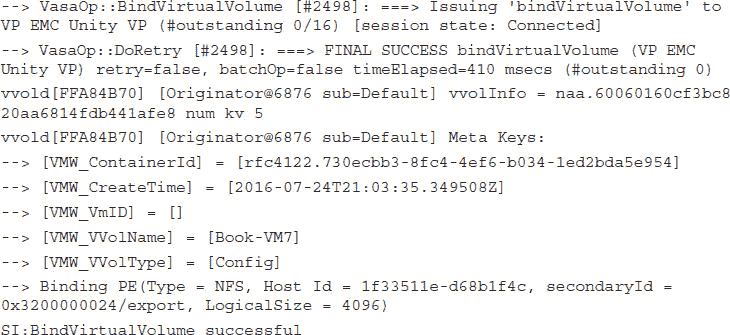 --> VasaOp::BindVirtualVolume [#2498]: ===> Issuing 'bindVirtualVolume' to
VP EMC Unity VP (#outstanding 0/16) [session state: Connected]
--> VasaOp::DoRetry [#2498]: ===> FINAL SUCCESS bindVirtualVolume (VP EMC
Unity VP) retry=false, batchOp=false timeElapsed=410 msecs (#outstanding 0)
vvold[FFA84B70] [Originator@6876 sub=Default] vvolInfo = naa.60060160cf3bc8
20aa6814fdb441afe8 num kv 5
vvold[FFA84B70] [Originator@6876 sub=Default] Meta Keys:
--> [VMW_ContainerId] = [rfc4122.730ecbb3-8fc4-4ef6-b034-1ed2bda5e954]
--> [VMW_CreateTime] = [2016-07-24T21:03:35.349508Z]
--> [VMW_VmID] = []
--> [VMW_VVolName] = [Book-VM7]
--> [VMW_VVolType] = [Config]
--> Binding PE(Type = NFS, Host Id = 1f33511e-d68b1f4c, secondaryId =
0x3200000024/export, LogicalSize = 4096)
SI:BindVirtualVolume successful